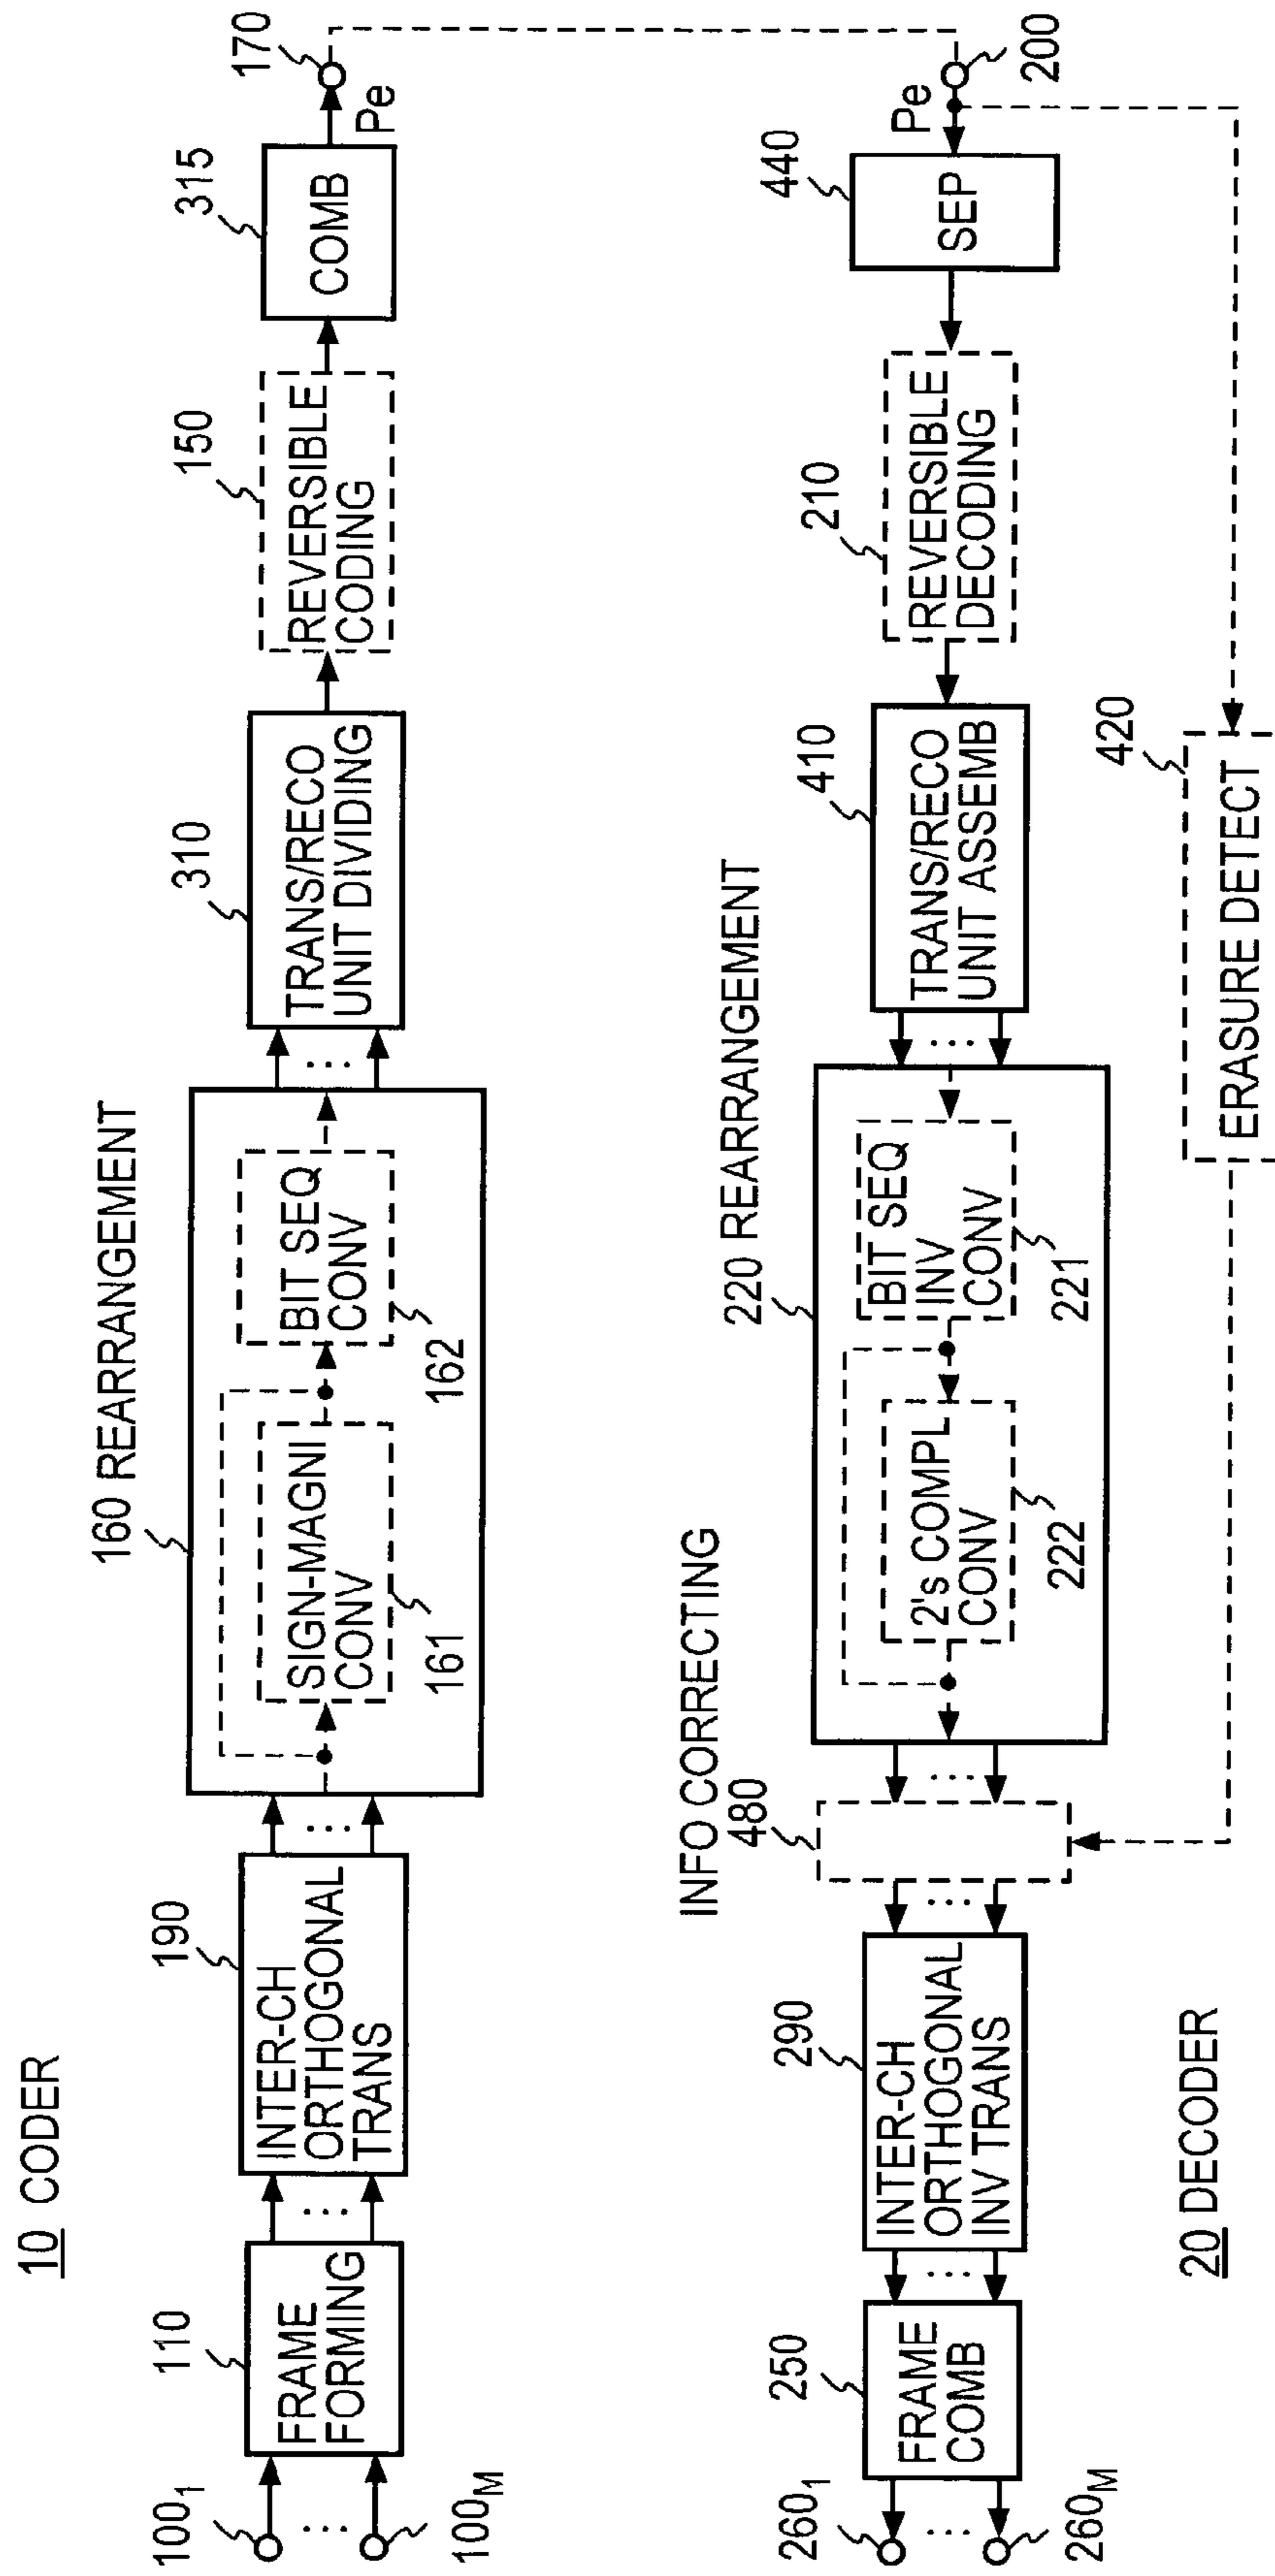 10 CODER
100₁
...
100M
110
FRAME
FORMING
...
190
INTER-CH
ORTHOGONAL
TRANS
...
160 REARRANGEMENT
SIGN-MAGNI
CONV
161
BIT SEQ
CONV
162
...
310
TRANS/RECO
UNIT DIVIDING
150
REVERSIBLE
CODING
315
COMB
170
Pe
200
Pe
440
SEP
210
REVERSIBLE
DECODING
410
TRANS/RECO
UNIT ASSEMB
...
220 REARRANGEMENT
BIT SEQ
INV
CONV
221
2's COMPL
CONV
222
...
420
ERASURE DETECT
INFO CORRECTING
480
...
290
INTER-CH
ORTHOGONAL
INV TRANS
...
250
FRAME
COMB
260₁
...
260M
20 DECODER